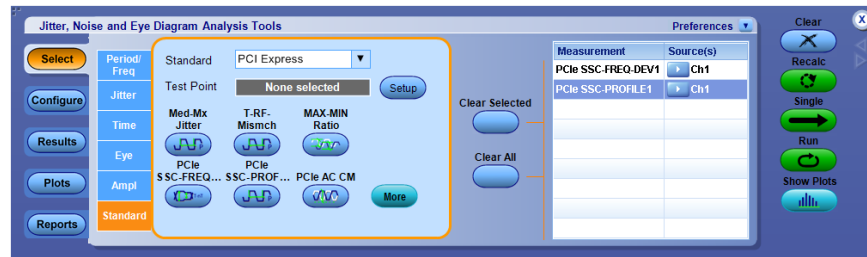 Jitter, Noise and Eye Diagram Analysis Tools
Preferences
Clear
X
Select
Configure
Results
Plots
Reports
Period/
Freq
Jitter
Time
Eye
Ampl
Standard
Standard
PCI Express
Test Point
None selected
Setup
Med-Mx
Jitter
T-RF-
Mismch
MAX-MIN
Ratio
PCIe
SSC-FREQ...
PCIe
SSC-PROF...
PCIe AC CM
More
Clear Selected
Clear All
Measurement Source(s)
PCIe SSC-FREQ-DEV1 Ch1
PCIe SSC-PROFILE1 Ch1
Recalc
Single
Run
Show Plots